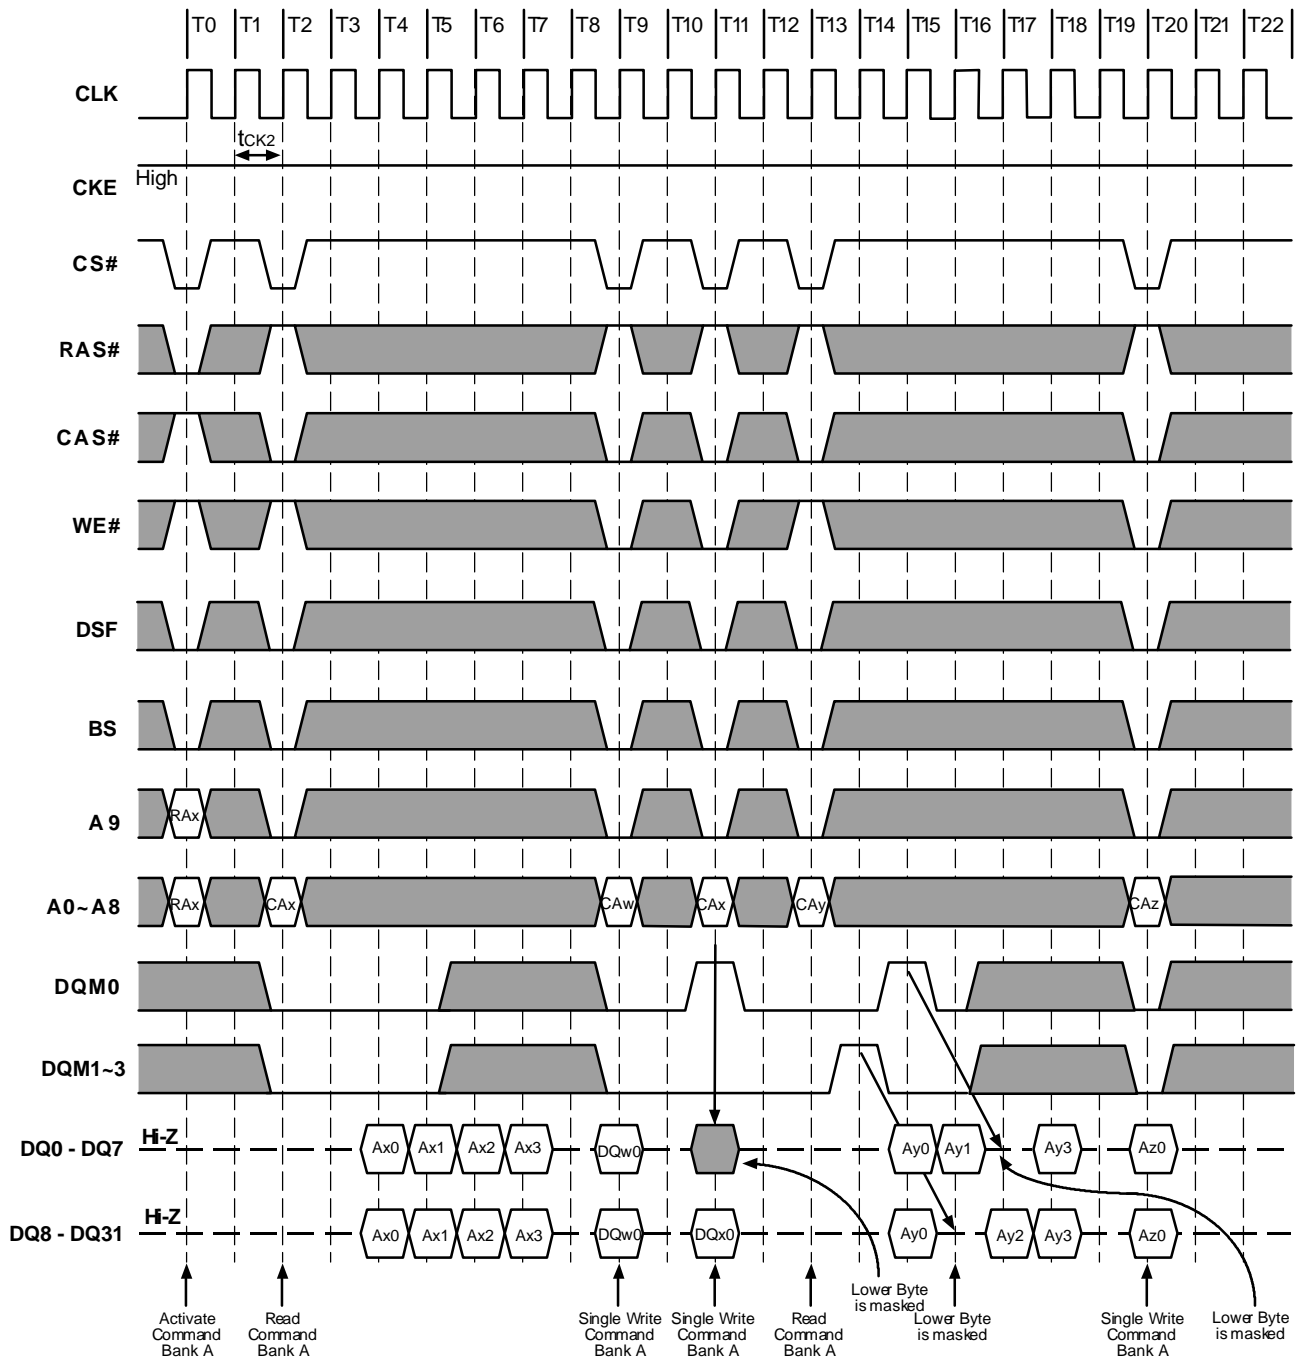 T0 T1 T2 T3 T4 T5 T6 T7 T8 T9 T10 T11 T12 T13 T14 T15 T16 T17 T18 T19 T20 T21 T22
CLK
tCK2
High
CKE
CS#
RAS#
CAS#
WE#
DSF
BS
A9
RAx
A0~A8
RAx CAx CAw CAx CAy CAz
DQM0
DQM1~3
DQ0 - DQ7
Hi-Z
Ax0 Ax1 Ax2 Ax3 DQw0 Ay0 Ay1 Ay3 Az0
DQ8 - DQ31
Hi-Z
Ax0 Ax1 Ax2 Ax3 DQw0 DQx0 Ay0 Ay2 Ay3 Az0
Activate
Command
Bank A
Read
Command
Bank A
Single Write
Command
Bank A
Single Write
Command
Bank A
Read
Command
Bank A
Lower Byte
is masked
Lower Byte
is masked
Single Write
Command
Bank A
Lower Byte
is masked